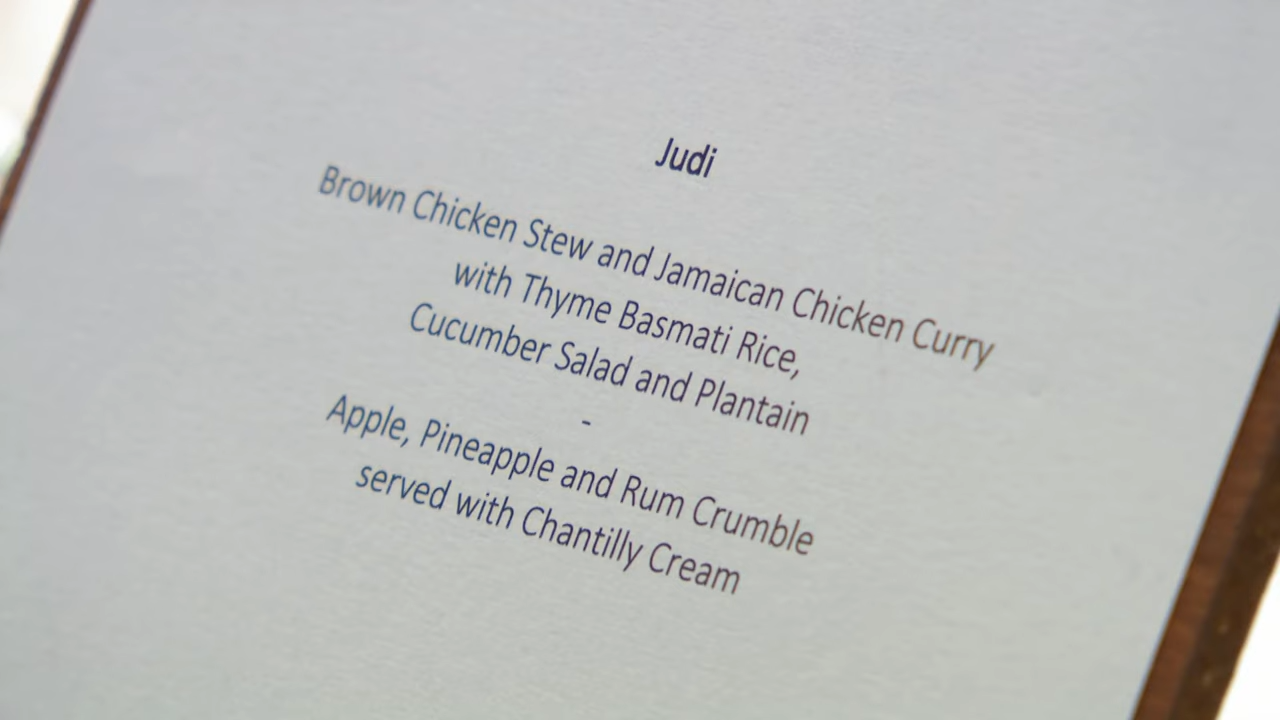 Judi
Brown Chicken Stew and Jamaican Chicken Curry
with Thyme Basmati Rice,
Cucumber Salad and Plantain
-
Apple, Pineapple and Rum Crumble
served with Chantilly Cream